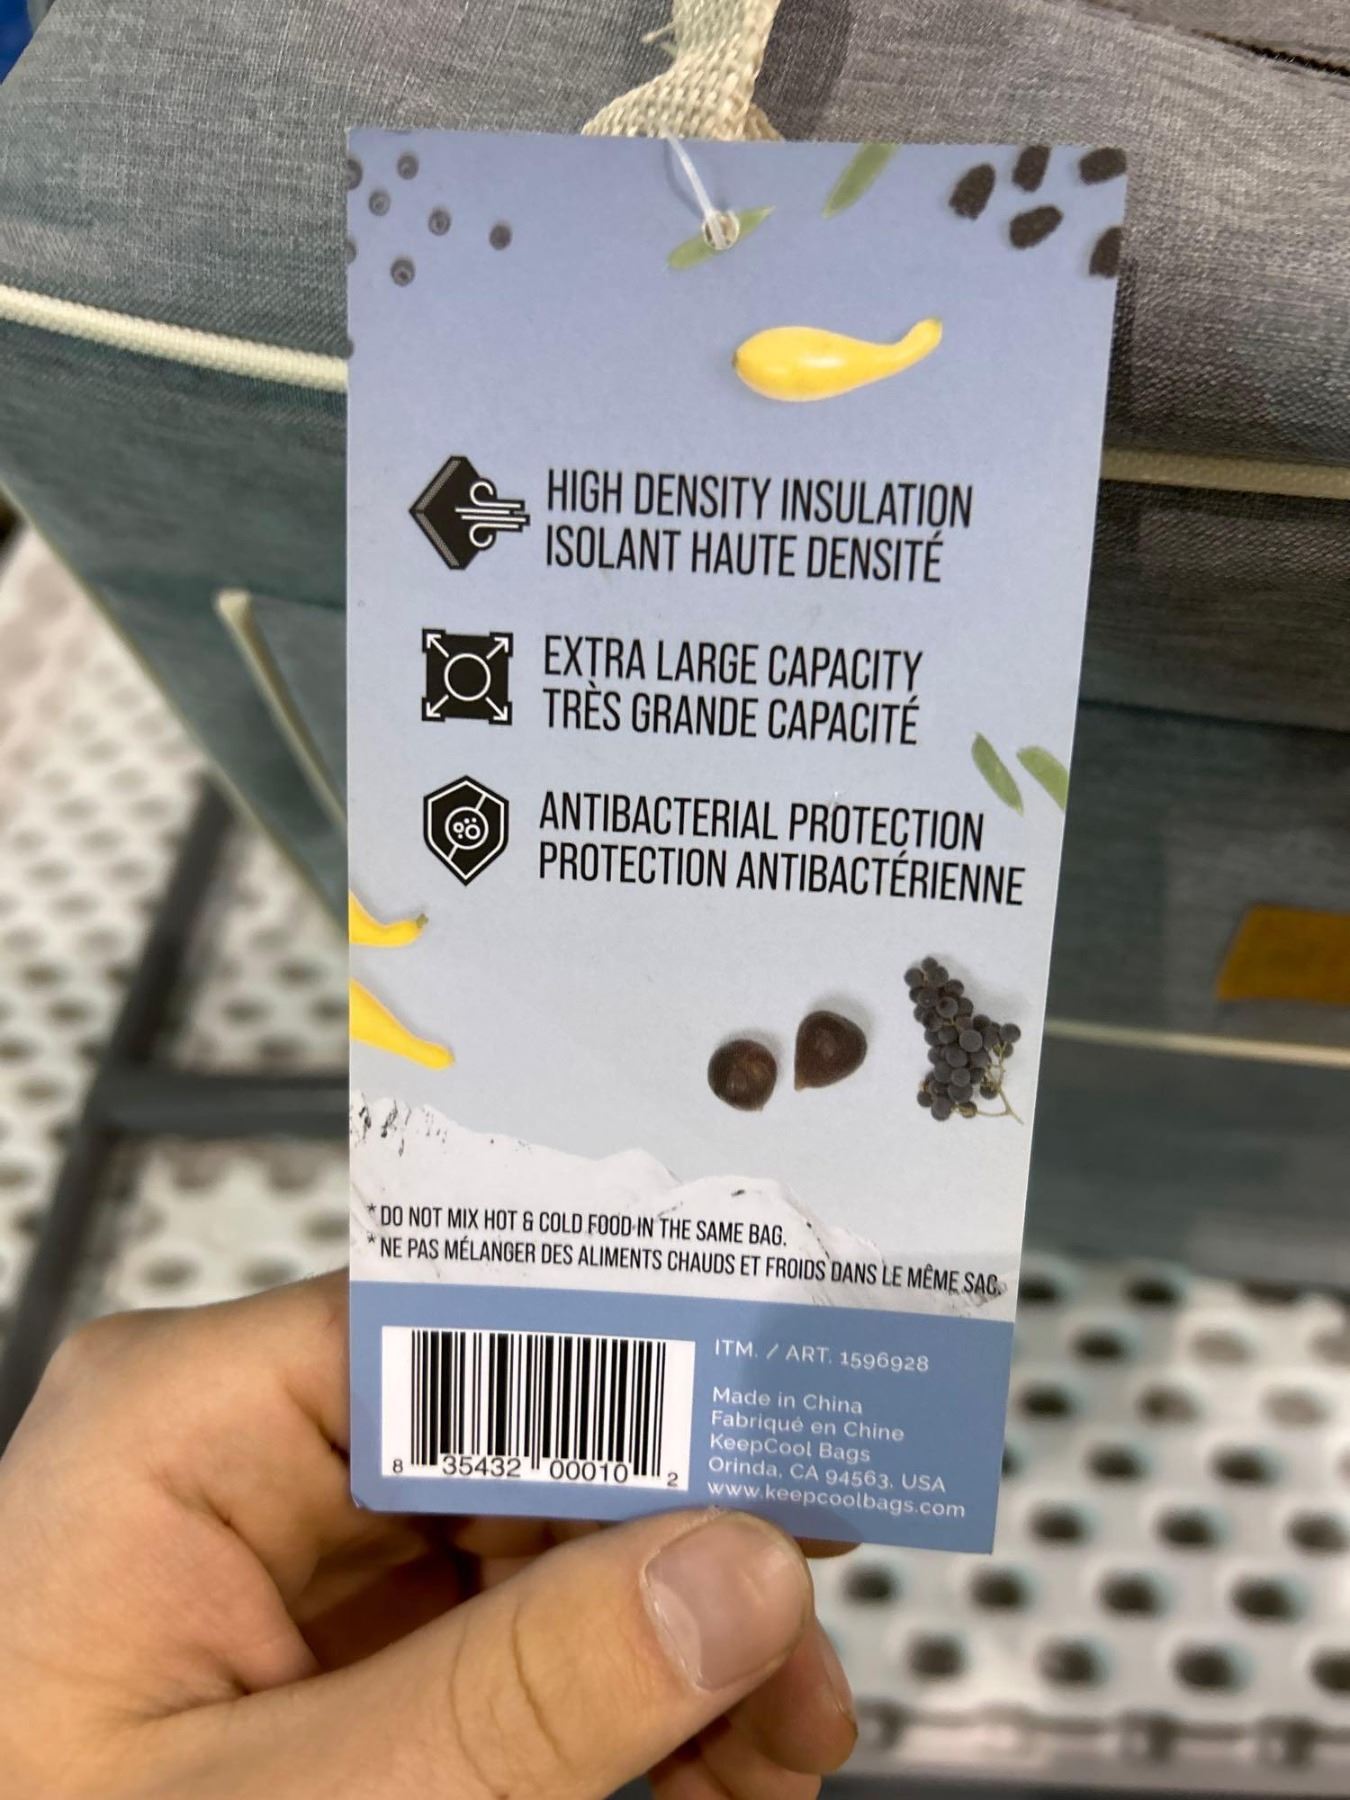 HIGH DENSITY INSULATION
ISOLANT HAUTE DENSITÉ
EXTRA LARGE CAPACITY
TRÈS GRANDE CAPACITÉ
ANTIBACTERIAL PROTECTION
PROTECTION ANTIBACTÉRIENNE
* DO NOT MIX HOT & COLD FOOD IN THE SAME BAG.
* NE PAS MÉLANGER DES ALIMENTS CHAUDS ET FROIDS DANS LE MÊME SAC.
8 35432 00010 2
ITM. / ART. 1596928
Made in China
Fabriqué en Chine
KeepCool Bags
Orinda, CA 94563, USA
www.keepcoolbags.com